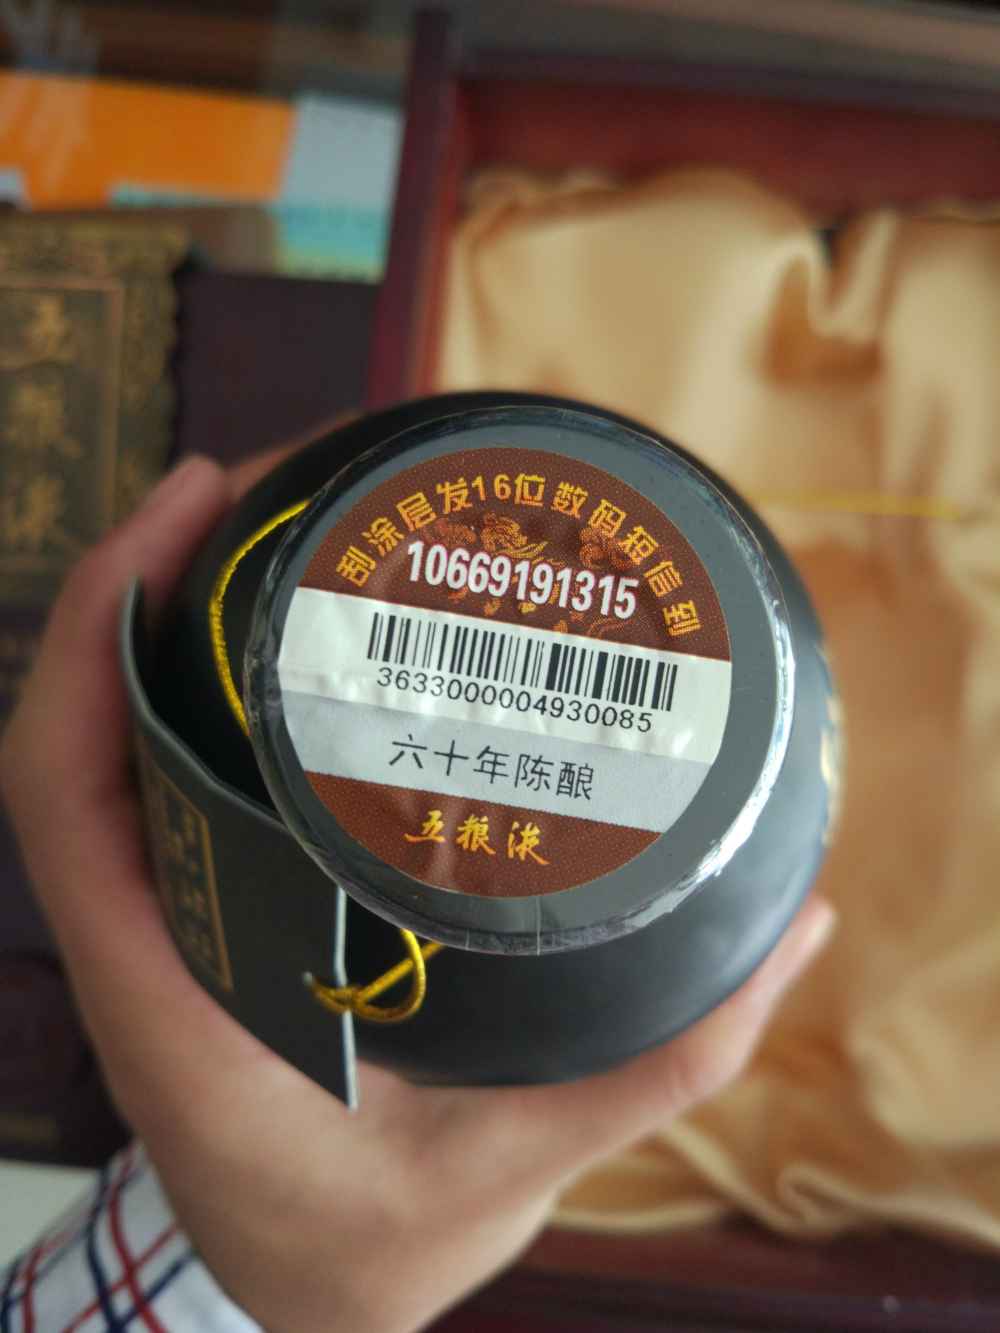 刮涂层发16位数码短信到
10669191315
3633000004930085
六十年陈酿
五粮液